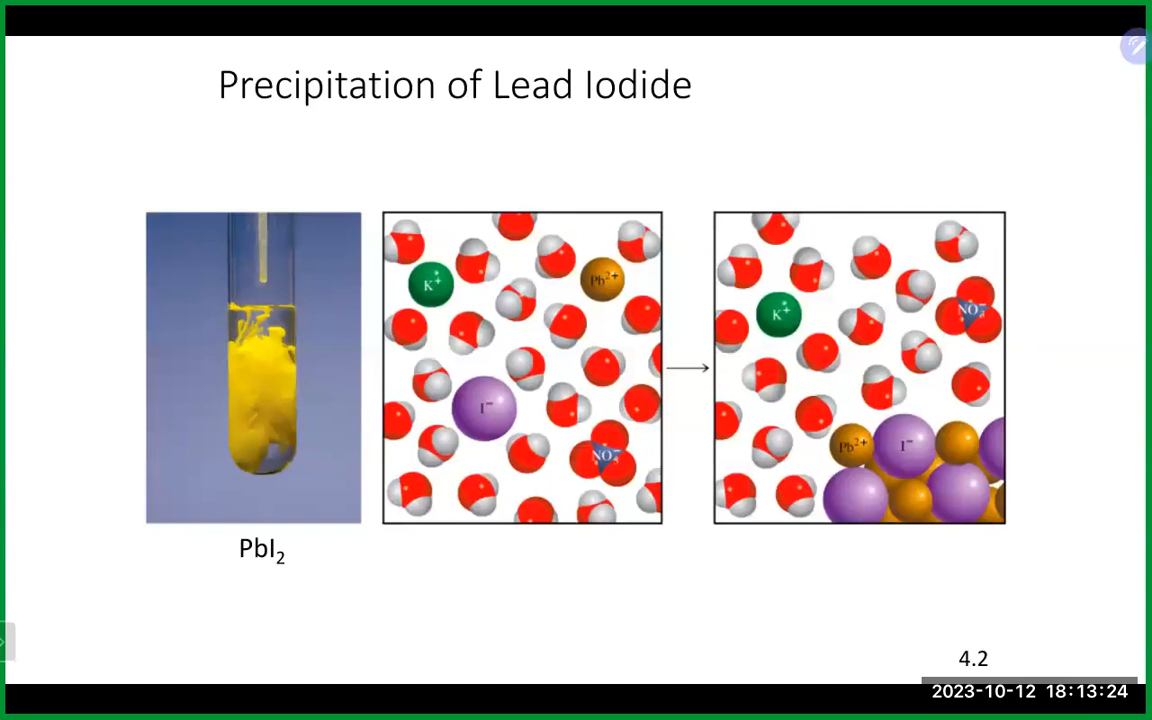 Precipitation of Lead Iodide
K⁺
Pb²⁺
I⁻
NO₃⁻
K⁺
NO₃⁻
Pb²⁺
I⁻
PbI₂
4.2
2023-10-12 18:13:24